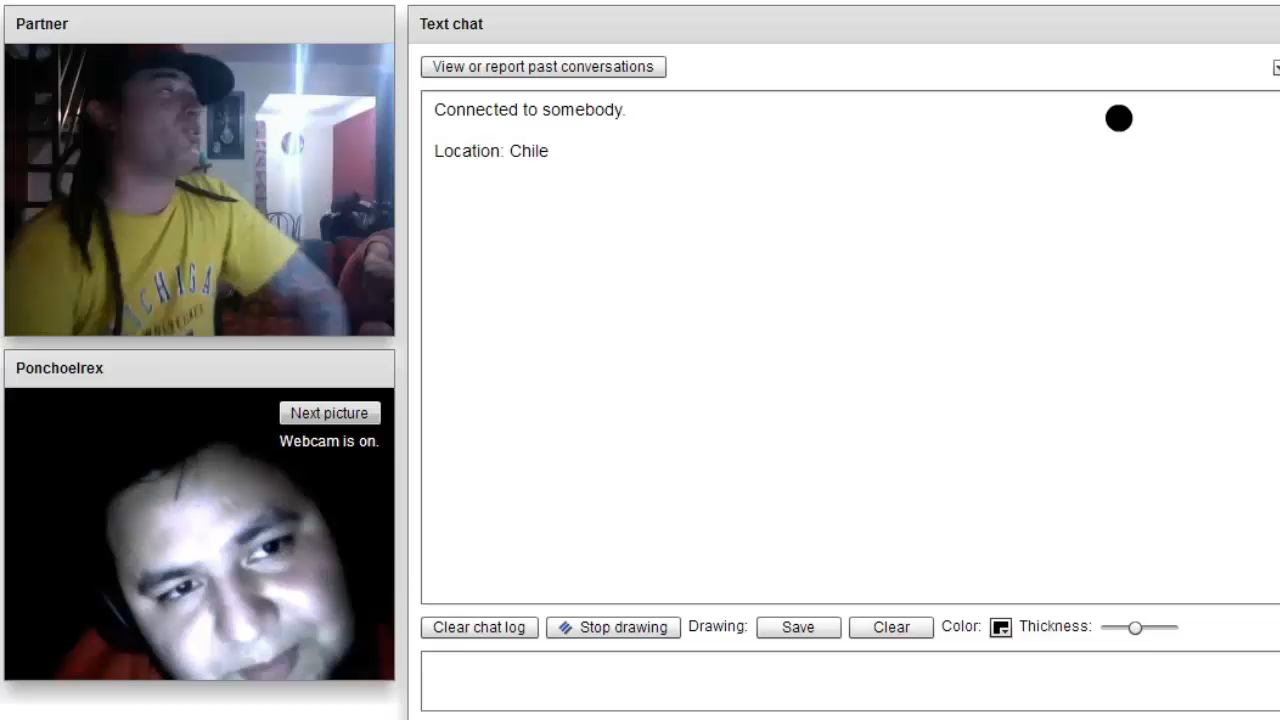 Partner
Text chat
View or report past conversations
Connected to somebody.
Location: Chile
Ponchoelrex
Next picture
Webcam is on.
Clear chat log
Stop drawing
Drawing:
Save
Clear
Color:
Thickness: